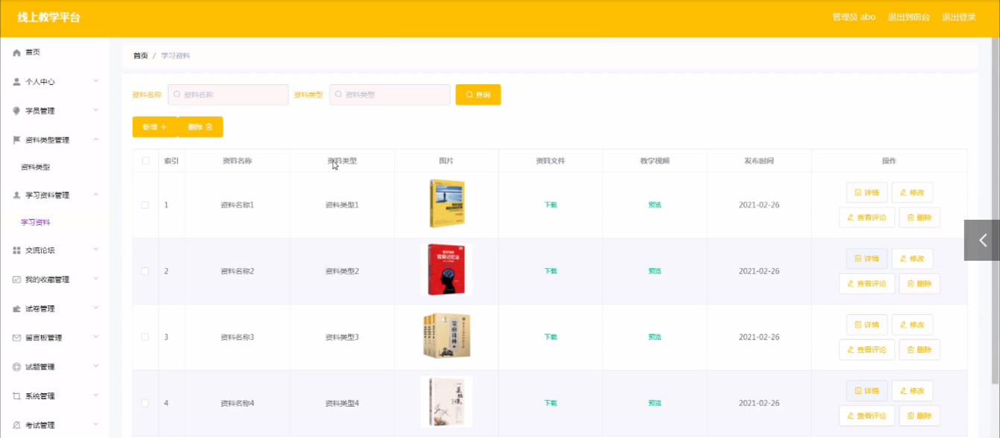 线上教学平台
管理员 abo 退出到前台 退出登录
首页
个人中心
学员管理
资料类型管理
资料类型
学习资料管理
学习资料
交流论坛
我的收藏管理
试卷管理
留言板管理
试题管理
系统管理
考试管理
首页 / 学习资料
资料名称 资料名称 资料类型 资料类型 查询
新增 + 删除
索引 资料名称 资料类型 图片 资料文件 教学视频 发布时间 操作
1 资料名称1 资料类型1 下载 预览 2021-02-26 详情 修改
查看评论 删除
2 资料名称2 资料类型2 下载 预览 2021-02-26 详情 修改
查看评论 删除
3 资料名称3 资料类型3 下载 预览 2021-02-26 详情 修改
查看评论 删除
4 资料名称4 资料类型4 下载 预览 2021-02-26 详情 修改
查看评论 删除